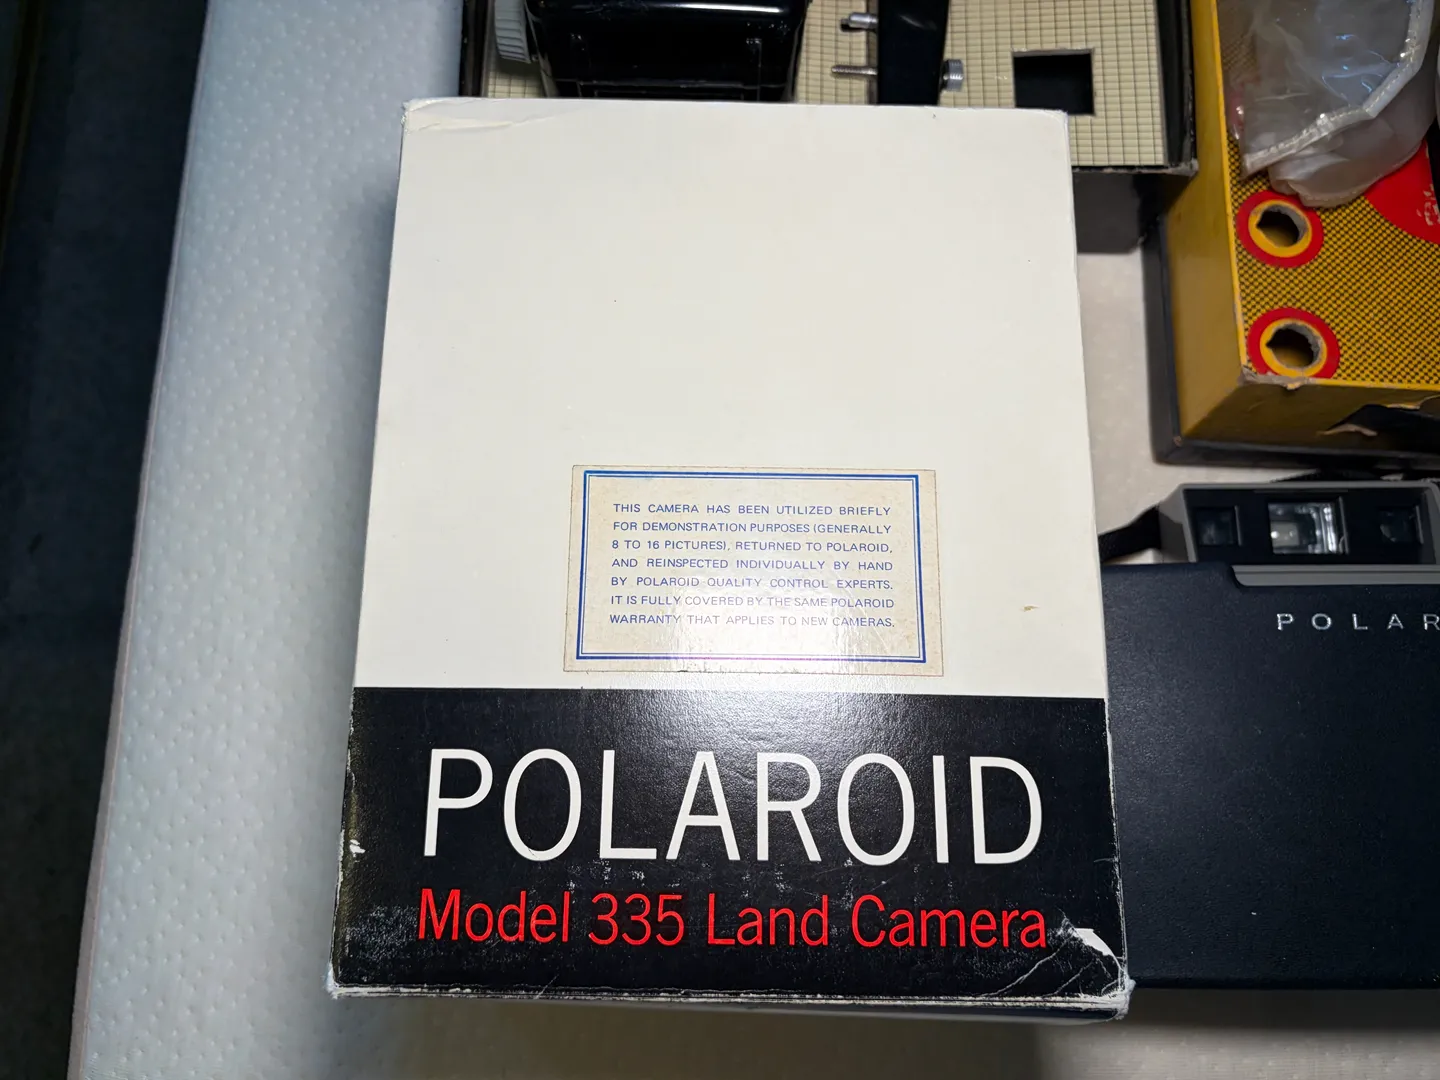 THIS CAMERA HAS BEEN UTILIZED BRIEFLY
FOR DEMONSTRATION PURPOSES (GENERALLY
8 TO 16 PICTURES), RETURNED TO POLAROID,
AND REINSPECTED INDIVIDUALLY BY HAND
BY POLAROID QUALITY CONTROL EXPERTS.
IT IS FULLY COVERED BY THE SAME POLAROID
WARRANTY THAT APPLIES TO NEW CAMERAS.
POLAROID
Model 335 Land Camera
POLAR